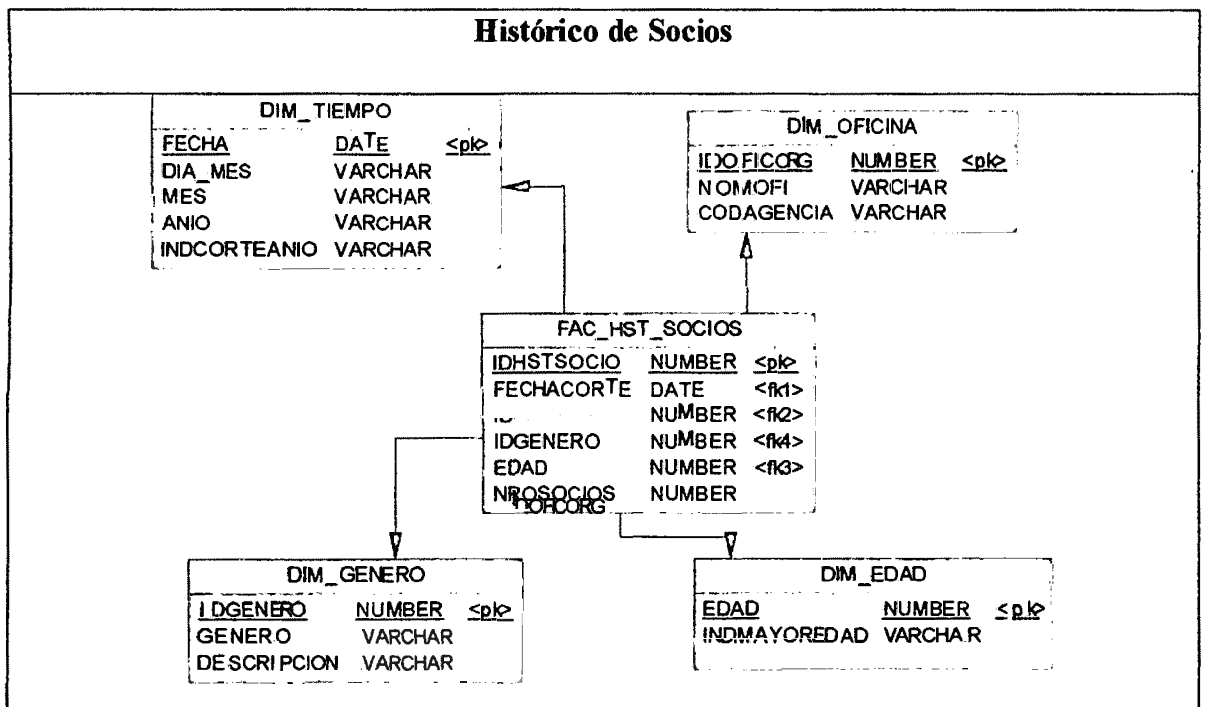 Histórico de Socios
DIM_TIEMPO
FECHA DATE <pk>
DIA_MES VARCHAR
MES VARCHAR
ANIO VARCHAR
INDCORTEANIO VARCHAR
DIM_OFICINA
IDOFICORG NUMBER <pk>
NOMOFI VARCHAR
CODAGENCIA VARCHAR
FAC_HST_SOCIOS
IDHSTSOCIO NUMBER <pk>
FECHACORTE DATE <fk1>
NUMBER <fk2>
IDGENERO NUMBER <fk4>
EDAD NUMBER <fk3>
NROSOCIOS NUMBER
DIM_GENERO
IDGENERO NUMBER <pk>
GENERO VARCHAR
DESCRIPCION VARCHAR
DIM_EDAD
EDAD NUMBER <pk>
INDMAYOREDAD VARCHAR